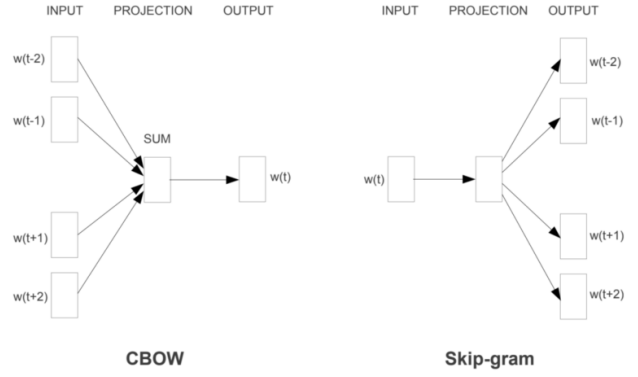 INPUT PROJECTION OUTPUT
w(t-2)
w(t-1)
SUM
w(t)
w(t+1)
w(t+2)
CBOW
INPUT PROJECTION OUTPUT
w(t-2)
w(t-1)
w(t)
w(t+1)
w(t+2)
Skip-gram